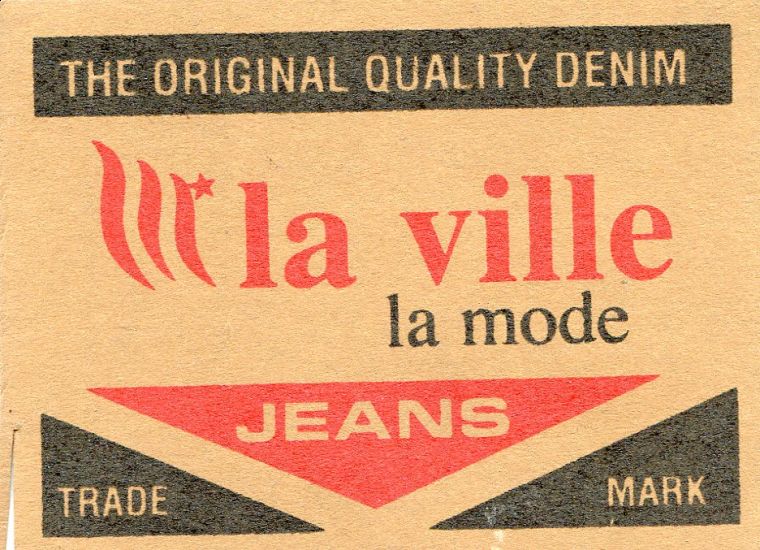 THE ORIGINAL QUALITY DENIM
la ville
la mode
JEANS
TRADE MARK